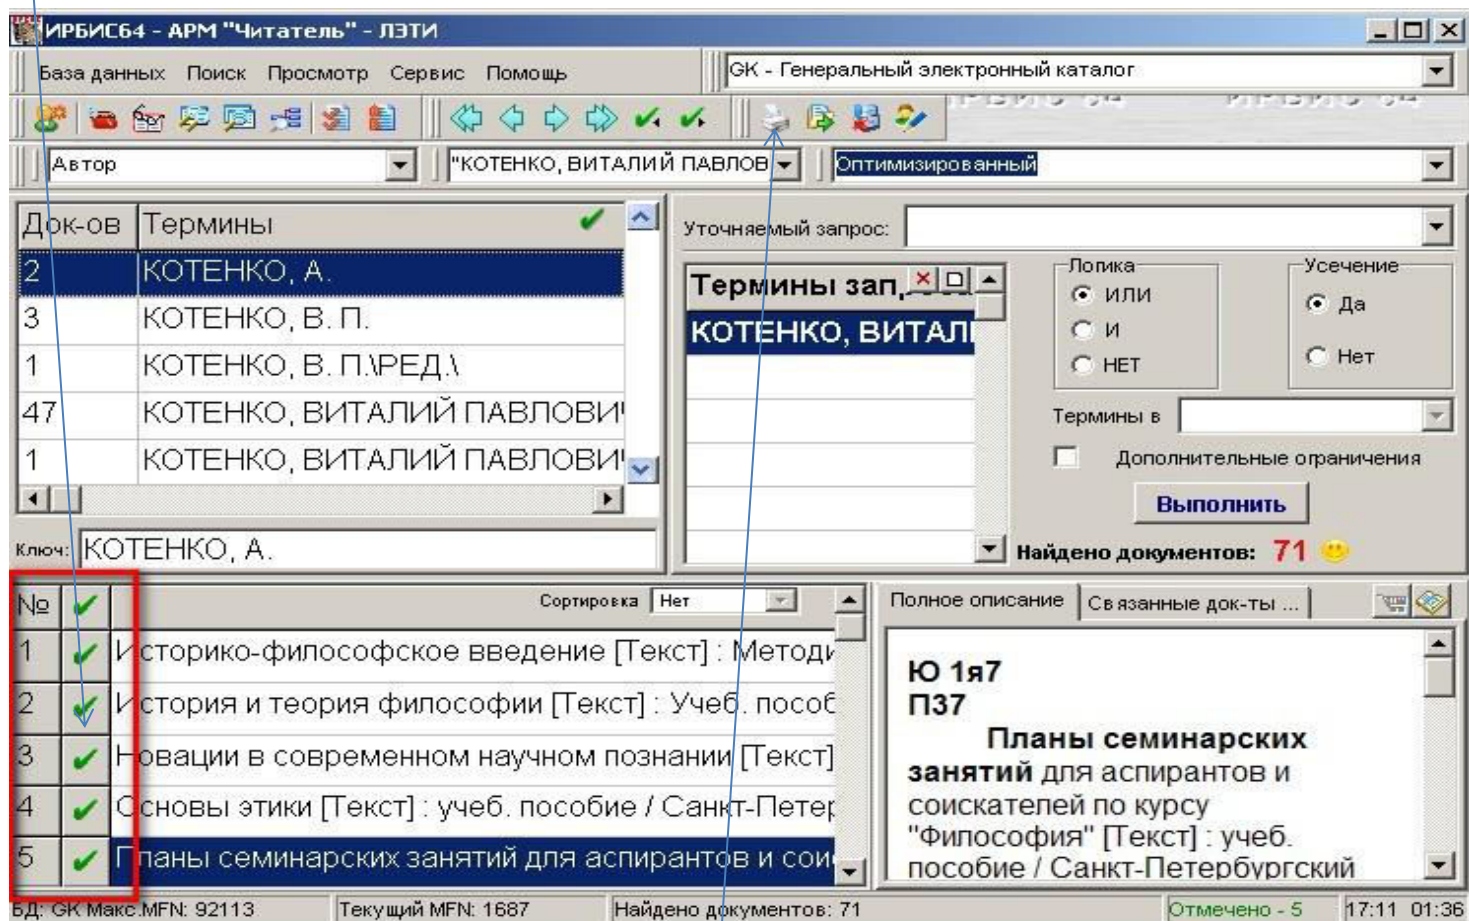 ИРБИС64 - АРМ "Читатель" - ЛЭТИ
База данных Поиск Просмотр Сервис Помощь
GK - Генеральный электронный каталог
Автор
"КОТЕНКО, ВИТАЛИЙ ПАВЛОВ
Оптимизированный
Док-ов Термины
2 КОТЕНКО, А.
3 КОТЕНКО, В. П.
1 КОТЕНКО, В. П.\РЕД.\
47 КОТЕНКО, ВИТАЛИЙ ПАВЛОВИЧ
1 КОТЕНКО, ВИТАЛИЙ ПАВЛОВИЧ
Ключ: КОТЕНКО, А.
Уточняемый запрос:
Термины зап
КОТЕНКО, ВИТАЛИ
Логика
ИЛИ
И
НЕТ
Усечение
Да
Нет
Термины в
Дополнительные ограничения
Выполнить
Найдено документов: 71
№ Сортировка Нет
1 Историко-философское введение [Текст] : Методи
2 История и теория философии [Текст] : Учеб. пособ
3 Новации в современном научном познании [Текст]
4 Основы этики [Текст] : учеб. пособие / Санкт-Петер
5 Планы семинарских занятий для аспирантов и сои
Полное описание Связанные док-ты ...
Ю 1я7
П37
Планы семинарских
занятий для аспирантов и
соискателей по курсу
"Философия" [Текст] : учеб.
пособие / Санкт-Петербургский
БД: GK Макс.MFN: 92113 Текущий MFN: 1687 Найдено документов: 71 Отмечено - 5 17:11 01:36